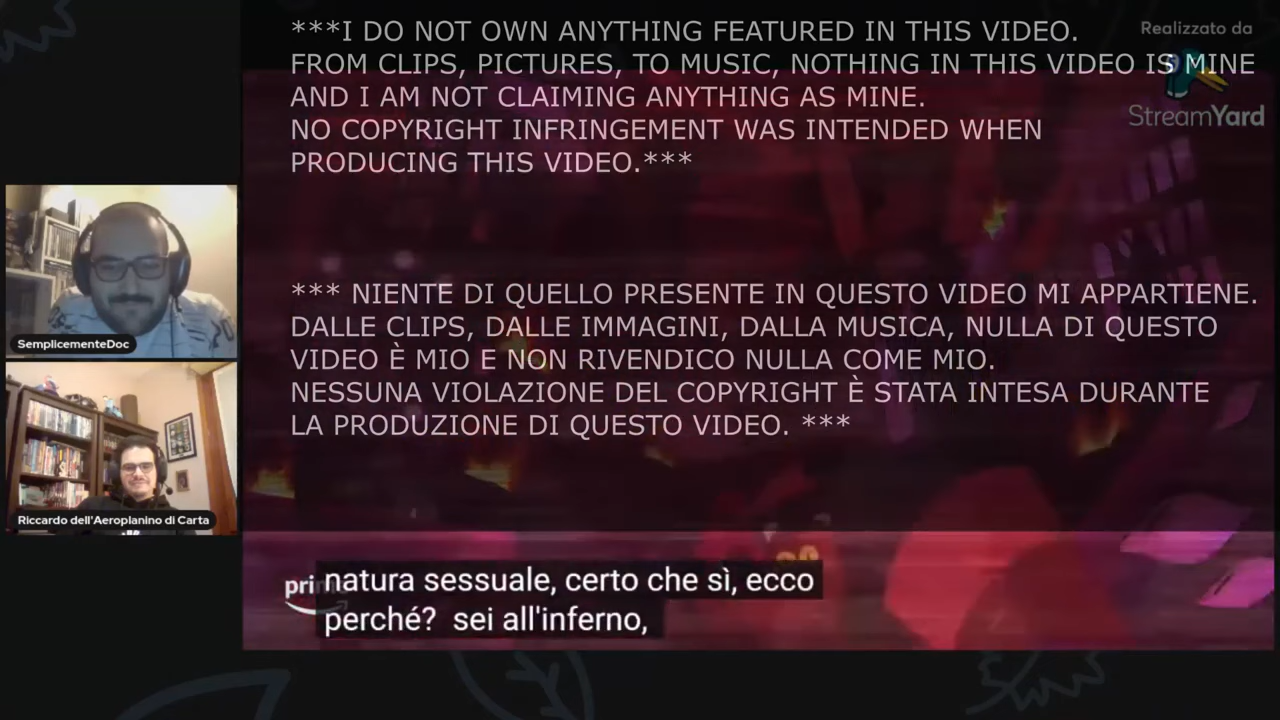 ***I DO NOT OWN ANYTHING FEATURED IN THIS VIDEO.
FROM CLIPS, PICTURES, TO MUSIC, NOTHING IN THIS VIDEO IS MINE
AND I AM NOT CLAIMING ANYTHING AS MINE.
NO COPYRIGHT INFRINGEMENT WAS INTENDED WHEN
PRODUCING THIS VIDEO.***
Realizzato da
StreamYard
*** NIENTE DI QUELLO PRESENTE IN QUESTO VIDEO MI APPARTIENE.
DALLE CLIPS, DALLE IMMAGINI, DALLA MUSICA, NULLA DI QUESTO
VIDEO È MIO E NON RIVENDICO NULLA COME MIO.
NESSUNA VIOLAZIONE DEL COPYRIGHT È STATA INTESA DURANTE
LA PRODUZIONE DI QUESTO VIDEO. ***
SemplicementeDoc
Riccardo dell'Aeroplanino di Carta
natura sessuale, certo che sì, ecco
perché? sei all'inferno,